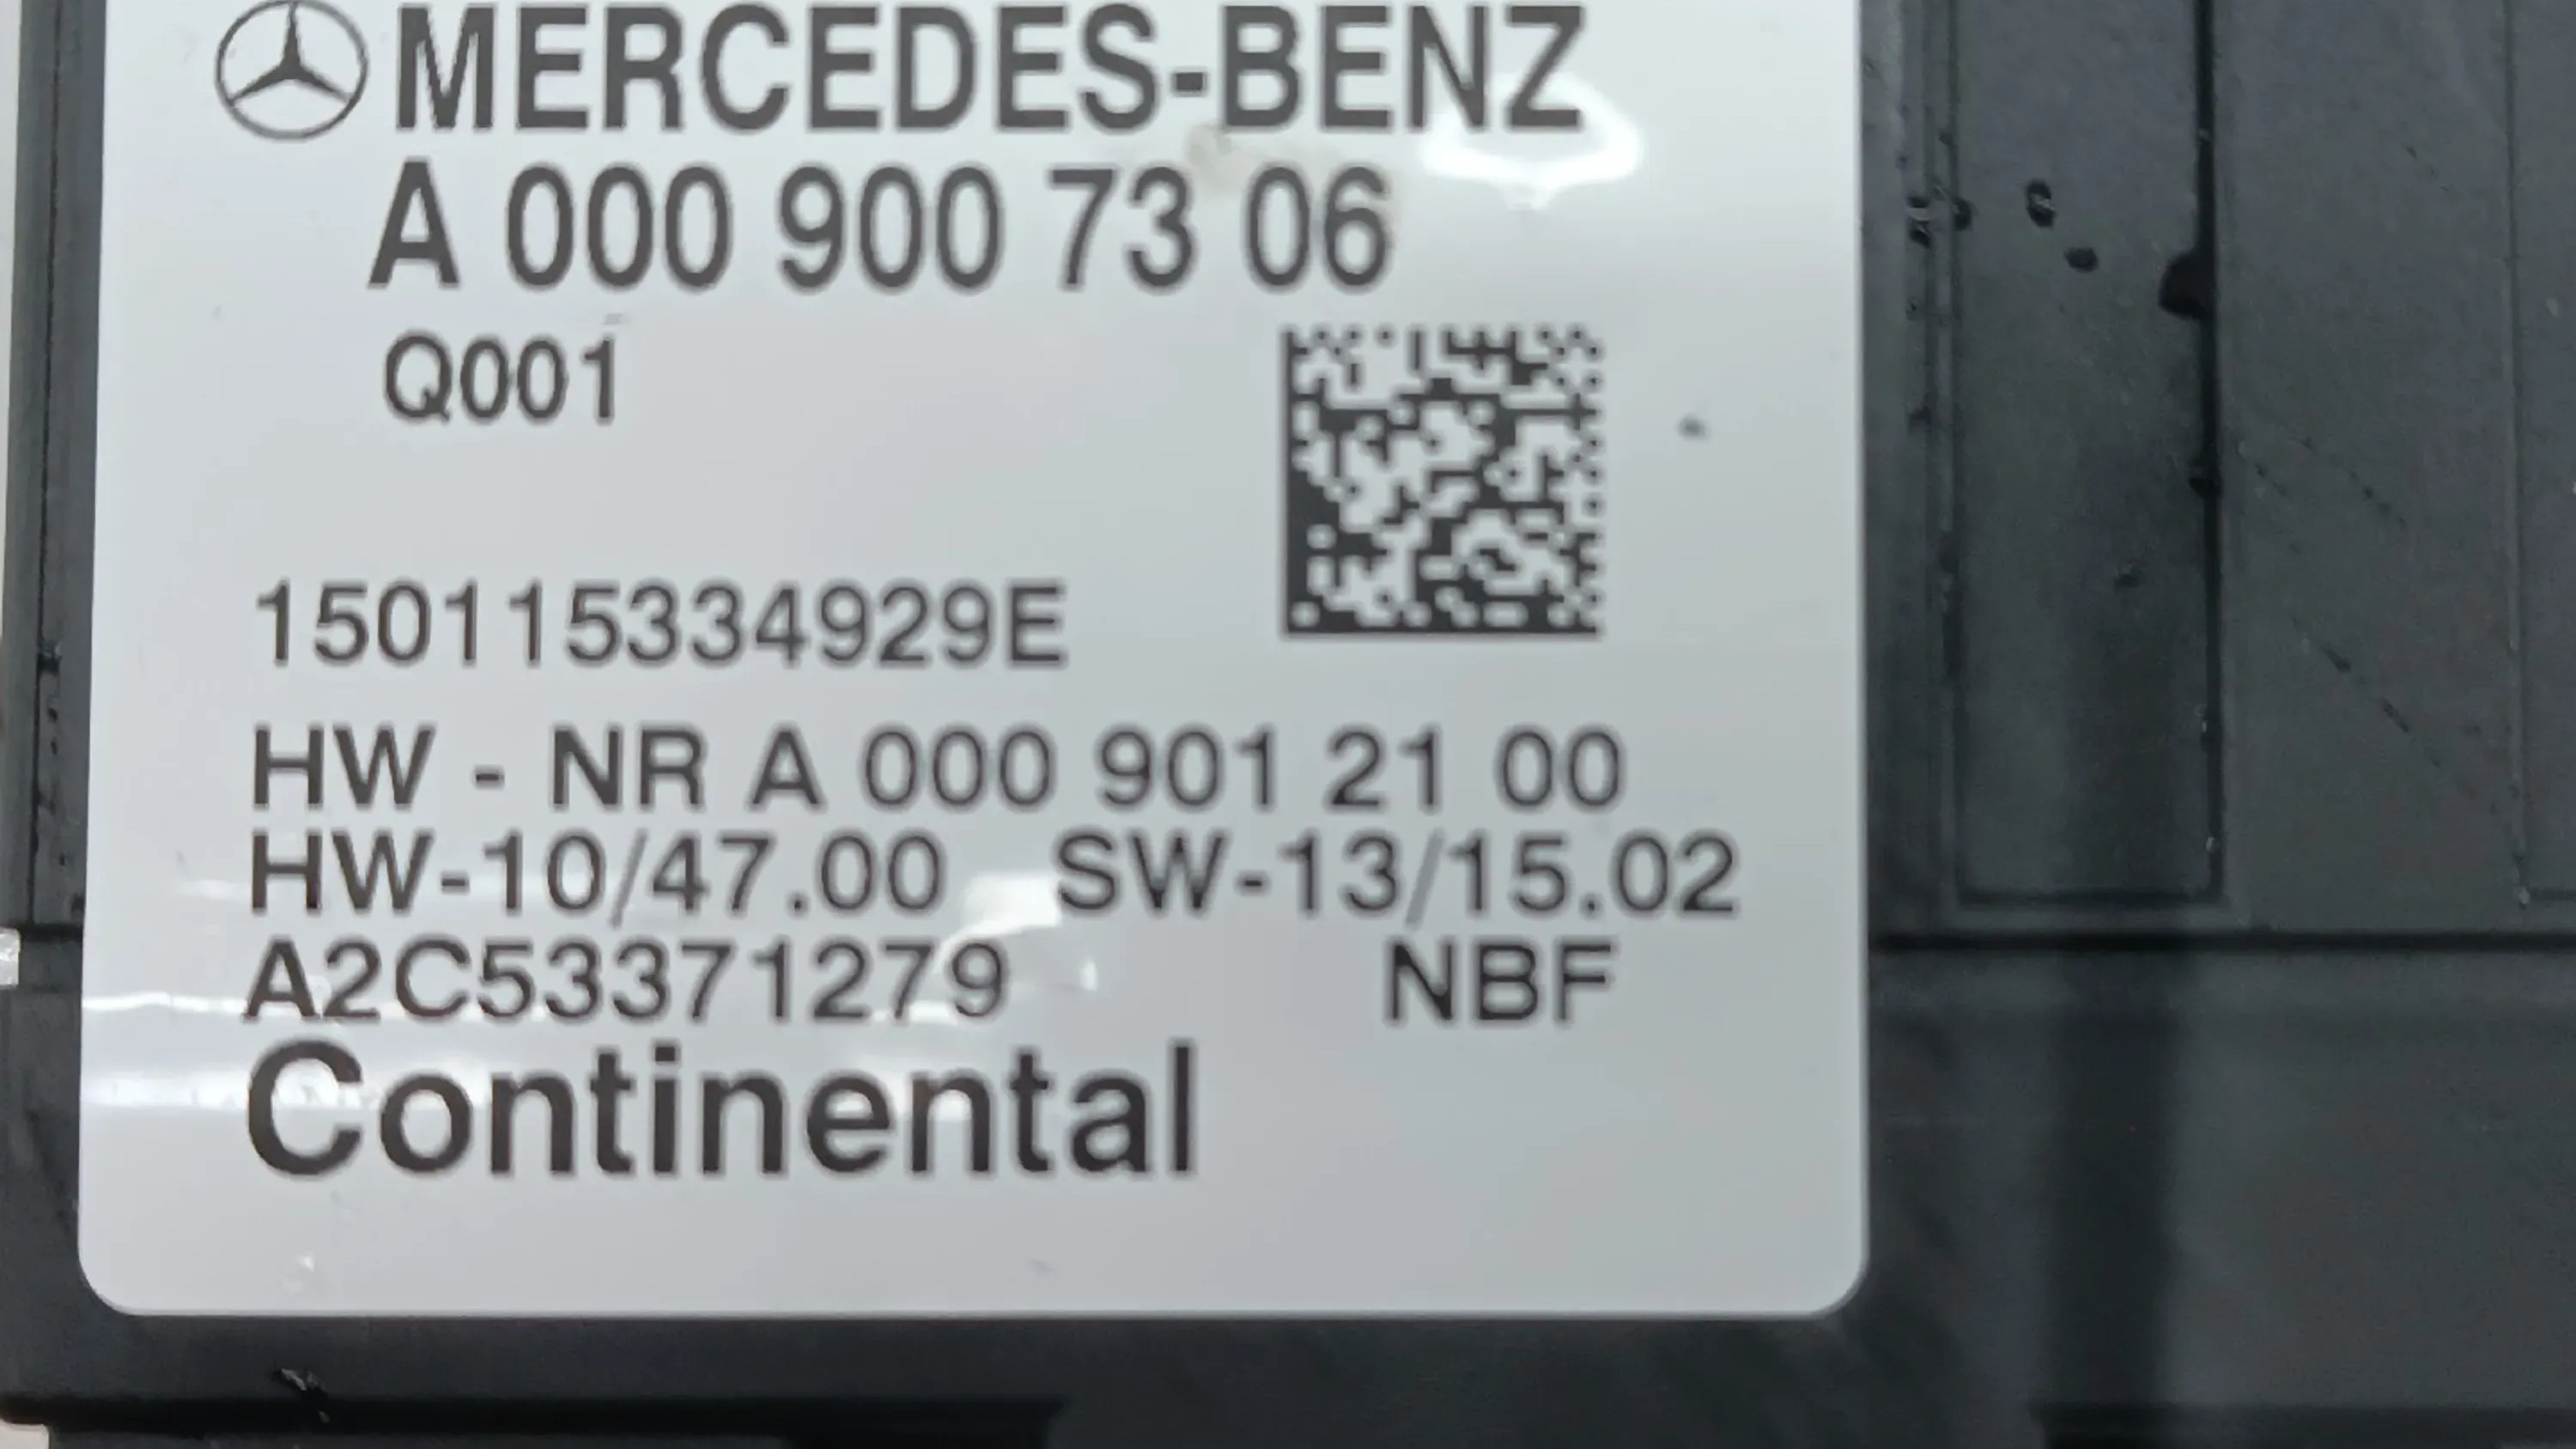 MERCEDES-BENZ
A 000 900 73 06
Q001
150115334929E
HW - NR A 000 901 21 00
HW-10/47.00 SW-13/15.02
A2C53371279 NBF
Continental